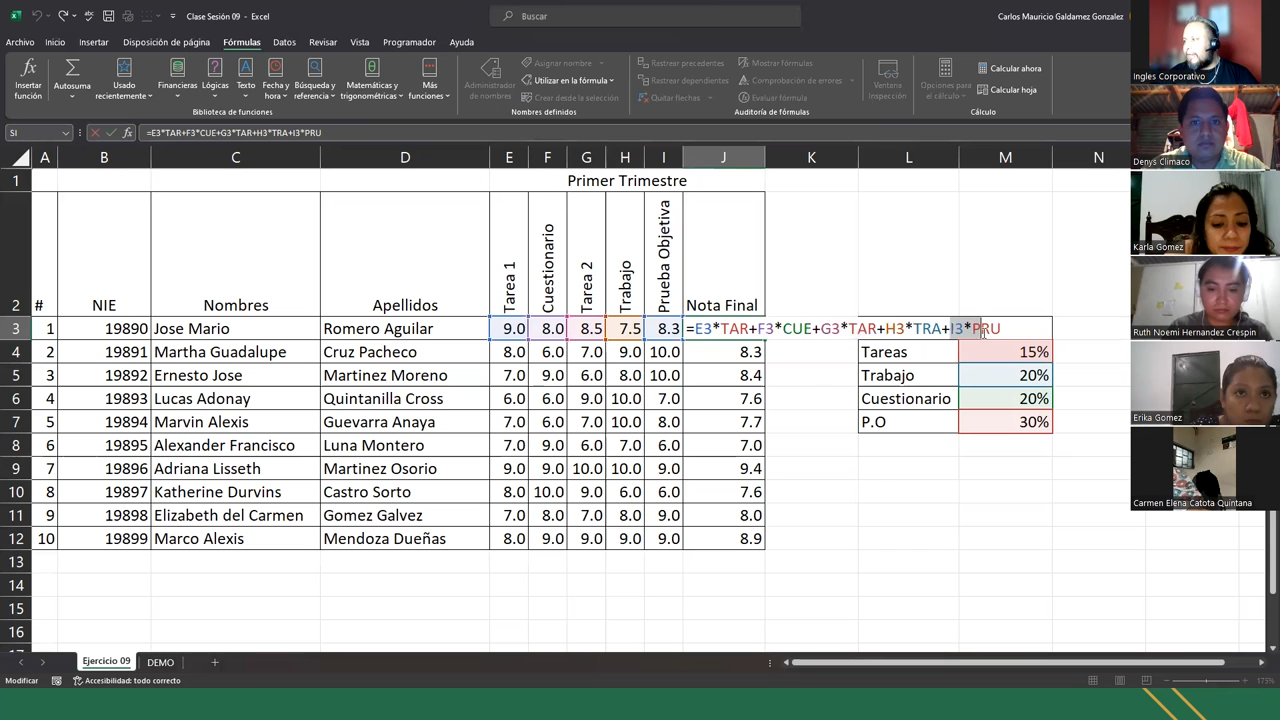 Clase Sesión 09 - Excel
Buscar
Carlos Mauricio Galdamez Gonzalez
Archivo Inicio Insertar Disposición de página Fórmulas Datos Revisar Vista Programador Ayuda
Insertar función
Autosuma
Usado recientemente
Financieras
Lógicas
Texto
Fecha y hora
Búsqueda y referencia
Matemáticas y trigonométricas
Más funciones
Biblioteca de funciones
Administrador de nombres
Asignar nombre
Utilizar en la fórmula
Crear desde la selección
Nombres definidos
Rastrear precedentes
Rastrear dependientes
Quitar flechas
Mostrar fórmulas
Comprobación de errores
Evaluar fórmula
Auditoría de fórmulas
Ventana Inspección
Opciones para el cálculo
Calcular ahora
Calcular hoja
Cálculo
SI
=E3*TAR+F3*CUE+G3*TAR+H3*TRA+I3*PRU
A B C D E F G H I J K L M N
1 Primer Trimestre
2 # NIE Nombres Apellidos Tarea 1 Cuestionario Tarea 2 Trabajo Prueba Objetiva Nota Final
3 1 19890 Jose Mario Romero Aguilar 9.0 8.0 8.5 7.5 8.3 =E3*TAR+F3*CUE+G3*TAR+H3*TRA+I3*PRU
4 2 19891 Martha Guadalupe Cruz Pacheco 8.0 6.0 7.0 9.0 10.0 8.3 Tareas 15%
5 3 19892 Ernesto Jose Martinez Moreno 7.0 9.0 6.0 8.0 10.0 8.4 Trabajo 20%
6 4 19893 Lucas Adonay Quintanilla Cross 6.0 6.0 9.0 10.0 7.0 7.6 Cuestionario 20%
7 5 19894 Marvin Alexis Guevarra Anaya 7.0 6.0 8.0 10.0 8.0 7.7 P.O 30%
8 6 19895 Alexander Francisco Luna Montero 7.0 9.0 6.0 7.0 6.0 7.0
9 7 19896 Adriana Lisseth Martinez Osorio 9.0 9.0 10.0 10.0 9.0 9.4
10 8 19897 Katherine Durvins Castro Sorto 8.0 10.0 9.0 6.0 6.0 7.6
11 9 19898 Elizabeth del Carmen Gomez Galvez 7.0 8.0 7.0 8.0 9.0 8.0
12 10 19899 Marco Alexis Mendoza Dueñas 8.0 9.0 9.0 9.0 9.0 8.9
13
14
15
16
17
Ejercicio 09 DEMO
Modificar
Accesibilidad: todo correcto
175%
Ingles Corporativo
Denys Climaco
Karla Gomez
Ruth Noemi Hernandez Crespin
Erika Gomez
Carmen Elena Catota Quintana